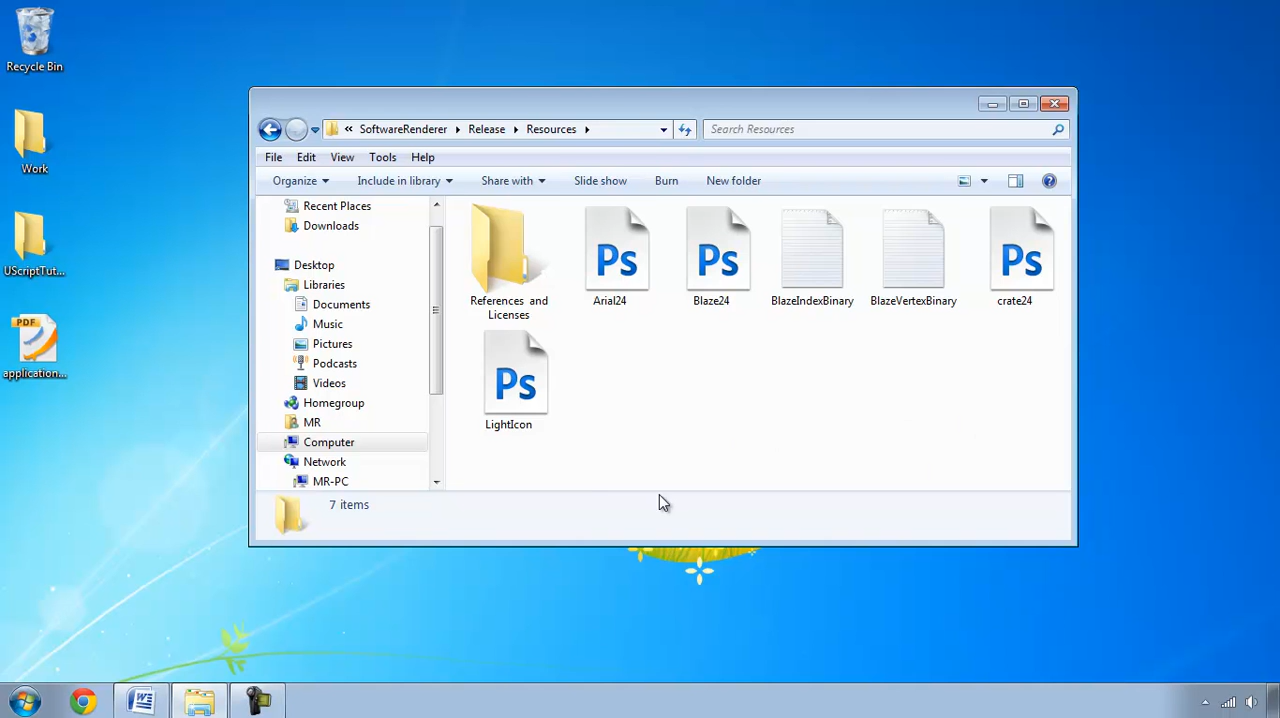 Recycle Bin
Work
UScriptTut...
PDF
application...
« SoftwareRenderer Release Resources
Search Resources
File Edit View Tools Help
Organize Include in library Share with Slide show Burn New folder
Recent Places
Downloads
Desktop
Libraries
Documents
Music
Pictures
Podcasts
Videos
Homegroup
MR
Computer
Network
MR-PC
Ps Ps Ps
References and
Licenses
Arial24
Blaze24
BlazeIndexBinary
BlazeVertexBinary
crate24
Ps
LightIcon
7 items